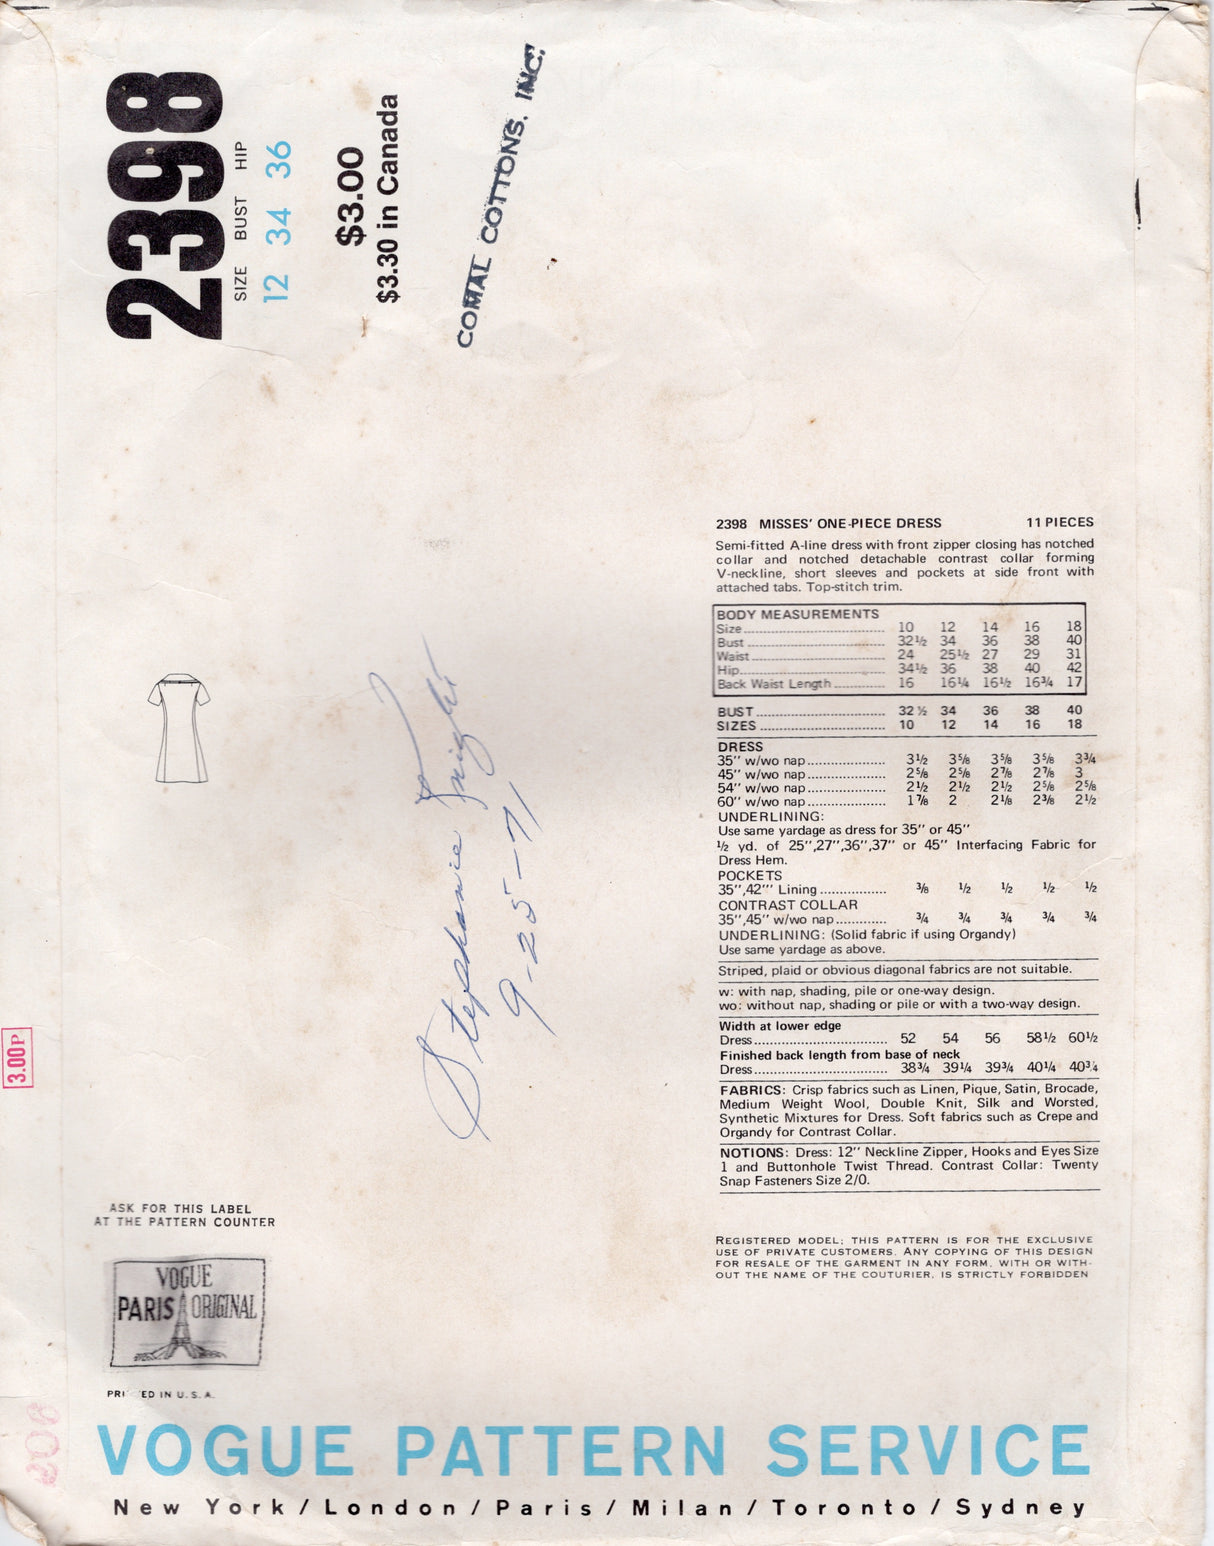 2398
SIZE BUST HIP
12 34 36
$3.00
$3.30 in Canada
COMAL COTTONS, INC.
2398 MISSES' ONE-PIECE DRESS 11 PIECES
Semi-fitted A-line dress with front zipper closing has notched
collar and notched detachable contrast collar forming
V-neckline, short sleeves and pockets at side front with
attached tabs. Top-stitch trim.
BODY MEASUREMENTS
Size 10 12 14 16 18
Bust 32½ 34 36 38 40
Waist 24 25½ 27 29 31
Hip 34½ 36 38 40 42
Back Waist Length 16 16¼ 16½ 16¾ 17
BUST 32½ 34 36 38 40
SIZES 10 12 14 16 18
DRESS
35'' w/wo nap 3½ 3⅝ 3⅝ 3⅝ 3¾
45'' w/wo nap 2⅝ 2⅝ 2⅞ 2⅞ 3
54'' w/wo nap 2½ 2½ 2½ 2⅝ 2⅝
60'' w/wo nap 1⅞ 2 2⅛ 2⅜ 2½
UNDERLINING:
Use same yardage as dress for 35'' or 45''
½ yd. of 25'',27'',36'',37'' or 45'' Interfacing Fabric for
Dress Hem.
POCKETS
35'',42''' Lining ⅜ ½ ½ ½ ½
CONTRAST COLLAR
35'',45'' w/wo nap ¾ ¾ ¾ ¾ ¾
UNDERLINING: (Solid fabric if using Organdy)
Use same yardage as above.
Striped, plaid or obvious diagonal fabrics are not suitable.
w: with nap, shading, pile or one-way design.
wo: without nap, shading or pile or with a two-way design.
Width at lower edge
Dress 52 54 56 58½ 60½
Finished back length from base of neck
Dress 38¾ 39¼ 39¾ 40¼ 40¾
FABRICS: Crisp fabrics such as Linen, Pique, Satin, Brocade,
Medium Weight Wool, Double Knit, Silk and Worsted,
Synthetic Mixtures for Dress. Soft fabrics such as Crepe and
Organdy for Contrast Collar.
NOTIONS: Dress: 12'' Neckline Zipper, Hooks and Eyes Size
1 and Buttonhole Twist Thread. Contrast Collar: Twenty
Snap Fasteners Size 2/0.
REGISTERED MODEL; THIS PATTERN IS FOR THE EXCLUSIVE
USE OF PRIVATE CUSTOMERS. ANY COPYING OF THIS DESIGN
FOR RESALE OF THE GARMENT IN ANY FORM, WITH OR WITH-
OUT THE NAME OF THE COUTURIER, IS STRICTLY FORBIDDEN
Stephanie Knight
9-25-71
3.00P
ASK FOR THIS LABEL
AT THE PATTERN COUNTER
VOGUE
PARIS ORIGINAL
PRINTED IN U.S.A.
206
VOGUE PATTERN SERVICE
New York / London / Paris / Milan / Toronto / Sydney